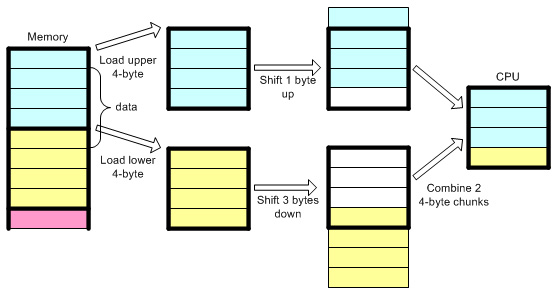 Memory
Load upper
4-byte
data
Load lower
4-byte
Shift 1 byte
up
Shift 3 bytes
down
CPU
Combine 2
4-byte chunks